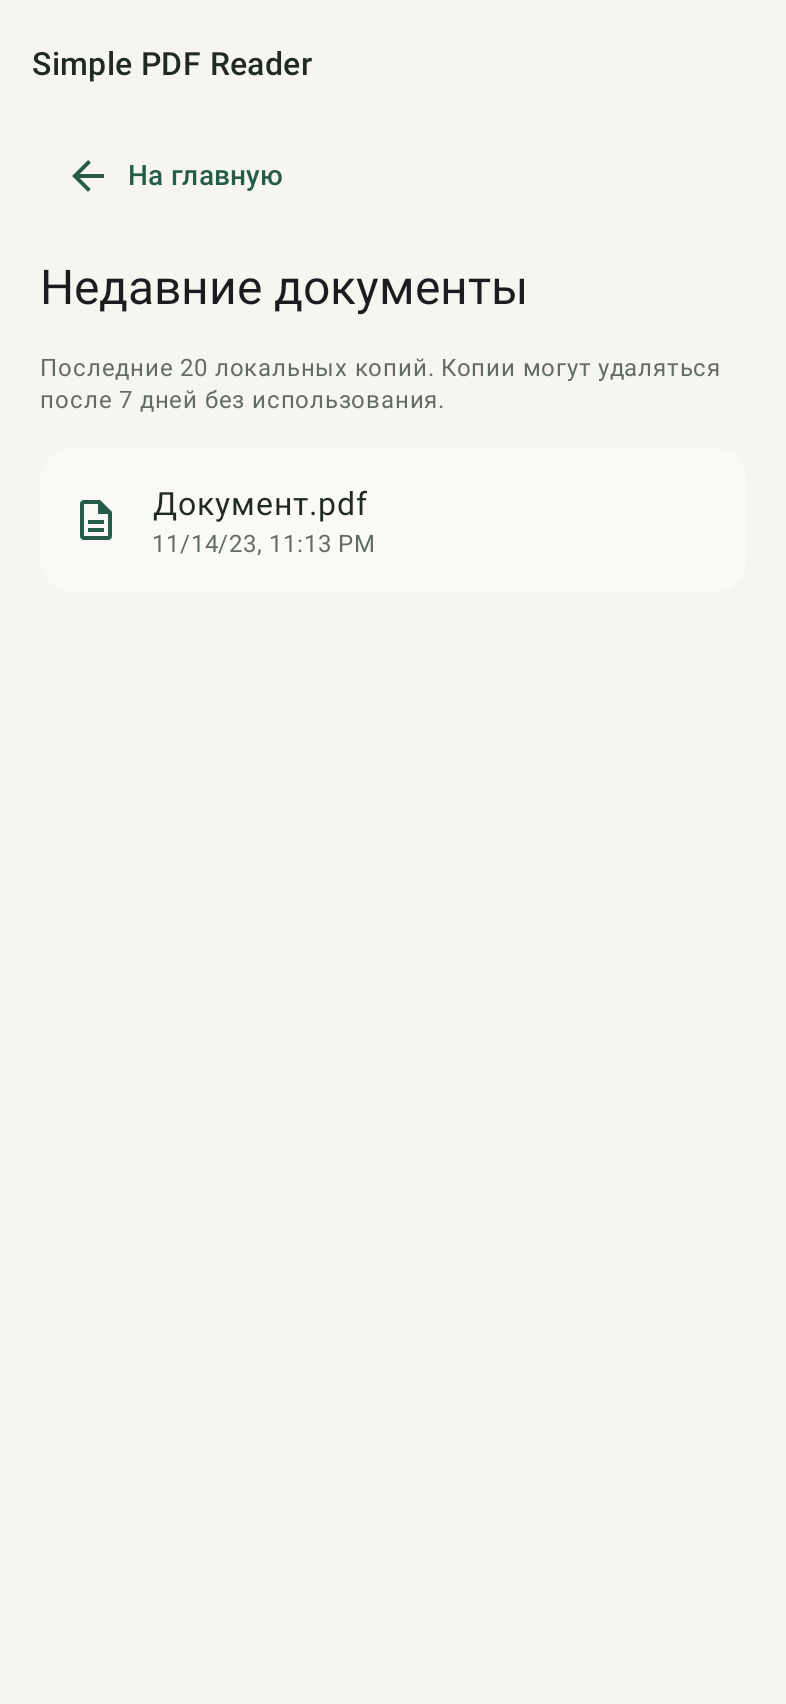 Simple PDF Reader
На главную
Недавние документы
Последние 20 локальных копий. Копии могут удаляться
после 7 дней без использования.
Документ.pdf
11/14/23, 11:13 PM